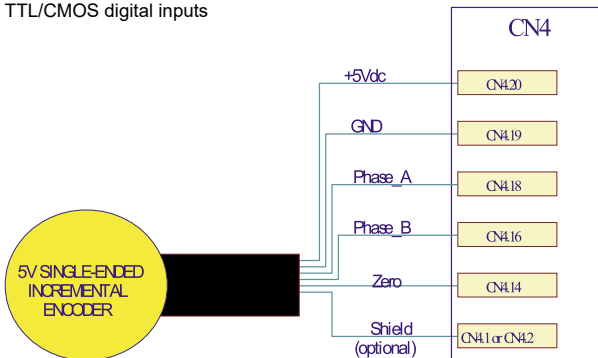 TTL/CMOS digital inputs
CN4
+5Vdc
CN4.20
GND
CN4.19
Phase_A
CN4.18
Phase_B
CN4.16
5V SINGLE-ENDED
INCREMENTAL
ENCODER
Zero
CN4.14
Shield
(optional)
CN4.1 or CN4.2